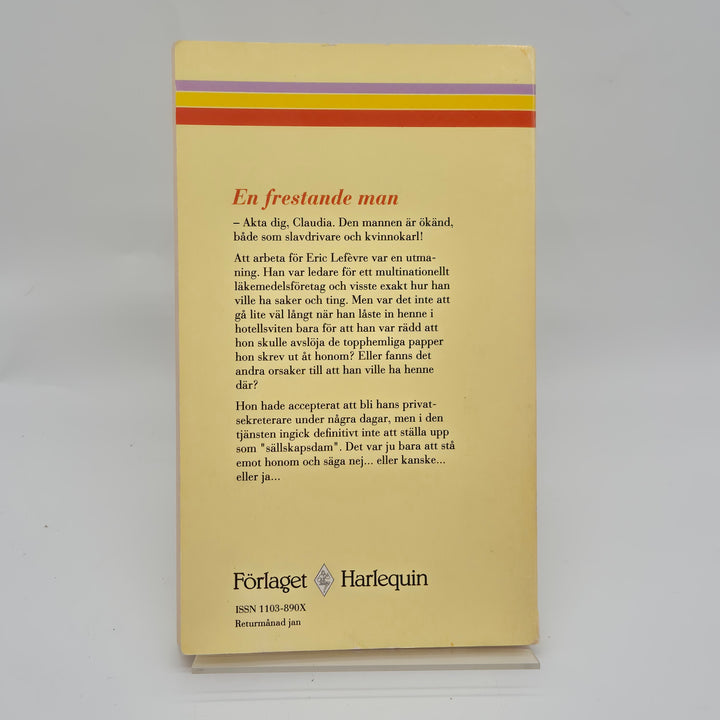 En frestande man
– Akta dig, Claudia. Den mannen är ökänd,
både som slavdrivare och kvinnokarl!
Att arbeta för Eric Lefèvre var en utma-
ning. Han var ledare för ett multinationellt
läkemedelsföretag och visste exakt hur han
ville ha saker och ting. Men var det inte att
gå lite väl långt när han låste in henne i
hotellsviten bara för att han var rädd att
hon skulle avslöja de topphemliga papper
hon skrev ut åt honom? Eller fanns det
andra orsaker till att han ville ha henne
där?
Hon hade accepterat att bli hans privat-
sekreterare under några dagar, men i den
tjänsten ingick definitivt inte att ställa upp
som "sällskapsdam". Det var ju bara att stå
emot honom och säga nej... eller kanske...
eller ja...
Förlaget Harlequin
ISSN 1103-890X
Returmånad jan